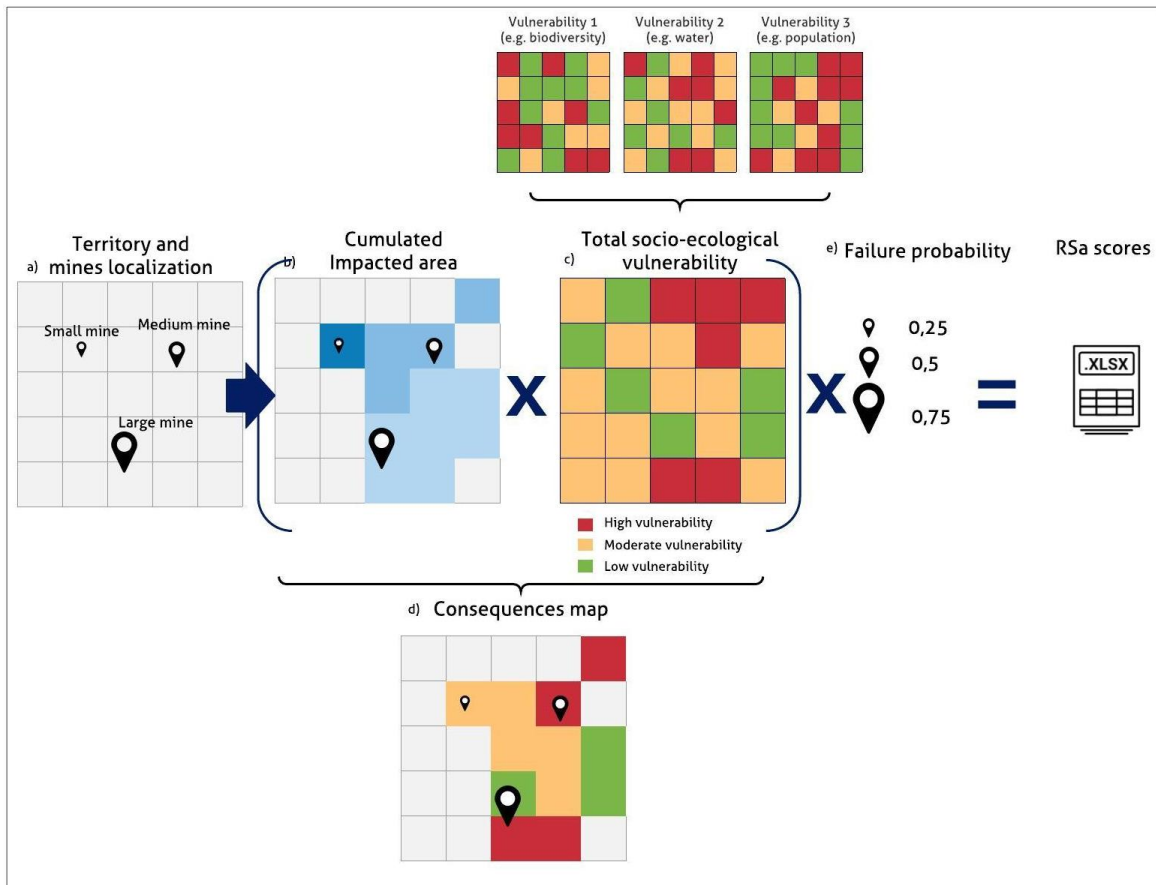 Vulnerability 1
(e.g. biodiversity)
Vulnerability 2
(e.g. water)
Vulnerability 3
(e.g. population)
a)
Territory and
mines localization
b)
Cumulated
Impacted area
c)
Total socio-ecological
vulnerability
e)
Failure probability
RSa scores
Small mine
Medium mine
Large mine
X
X
0,25
0,5
0,75
=
.XLSX
High vulnerability
Moderate vulnerability
Low vulnerability
d)
Consequences map